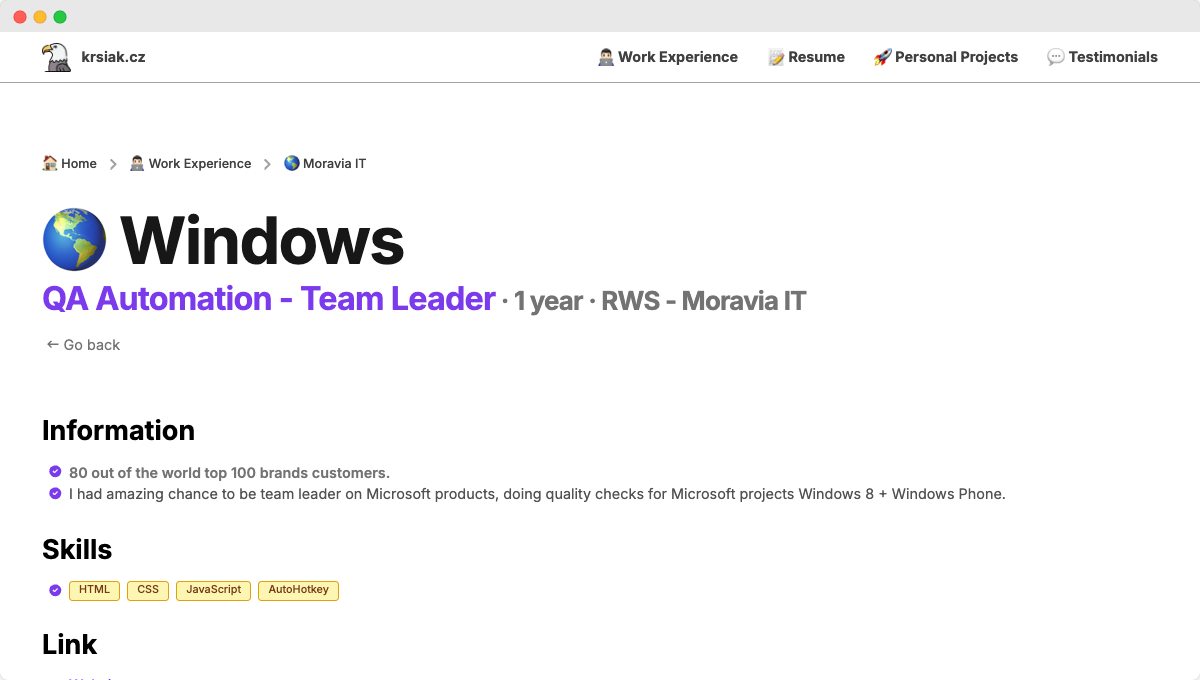 krsiak.cz
Work Experience
Resume
Personal Projects
Testimonials
Home
Work Experience
Moravia IT
Windows
QA Automation - Team Leader · 1 year · RWS - Moravia IT
← Go back
Information
80 out of the world top 100 brands customers.
I had amazing chance to be team leader on Microsoft products, doing quality checks for Microsoft projects Windows 8 + Windows Phone.
Skills
HTML CSS JavaScript AutoHotkey
Link